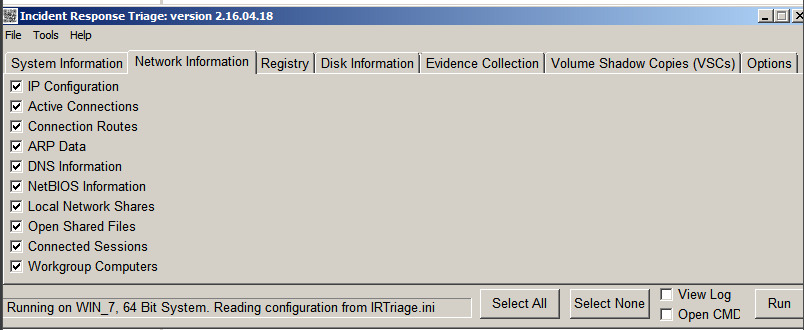 Incident Response Triage: version 2.16.04.18
File Tools Help
System Information Network Information Registry Disk Information Evidence Collection Volume Shadow Copies (VSCs) Options
IP Configuration
Active Connections
Connection Routes
ARP Data
DNS Information
NetBIOS Information
Local Network Shares
Open Shared Files
Connected Sessions
Workgroup Computers
Running on WIN_7, 64 Bit System. Reading configuration from IRTriage.ini
Select All
Select None
View Log
Open CMD
Run